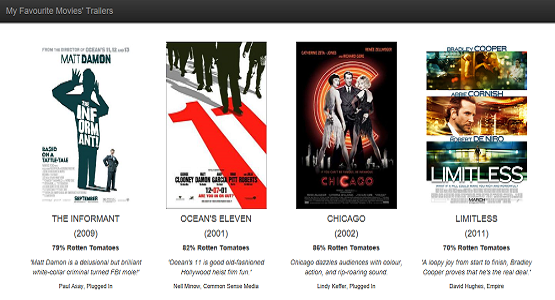 My Favourite Movies' Trailers
FROM THE DIRECTOR OF OCEAN'S 11, 12 AND 13
MATT DAMON
THE
INFORMANT!
BASED ON
A TATTLE-TALE
SEPTEMBER
CLOONEY DAMON GARCIA PITT ROBERTS
12·07·01
ARE YOU IN OR OUT?
CATHERINE ZETA-JONES RENÉE ZELLWEGER
RICHARD GERE
CHICAGO
BRADLEY COOPER
ABBIE CORNISH
ROBERT DE NIRO
LIMITLESS
MARCH
THE INFORMANT OCEAN'S ELEVEN CHICAGO LIMITLESS
(2009) (2001) (2002) (2011)
79% Rotten Tomatoes 82% Rotten Tomatoes 86% Rotten Tomatoes 70% Rotten Tomatoes
"Matt Damon is a delusional but brilliant
white-collar criminal turned FBI mole!"
Paul Asay, Plugged In
"Ocean's 11 is good old-fashioned
Hollywood heist film fun."
Nell Minow, Common Sense Media
Chicago dazzles audiences with colour,
action, and rip-roaring sound.
Lindy Keffer, Plugged In
"A loopy joy from start to finish, Bradley
Cooper proves that he's the real deal."
David Hughes, Empire